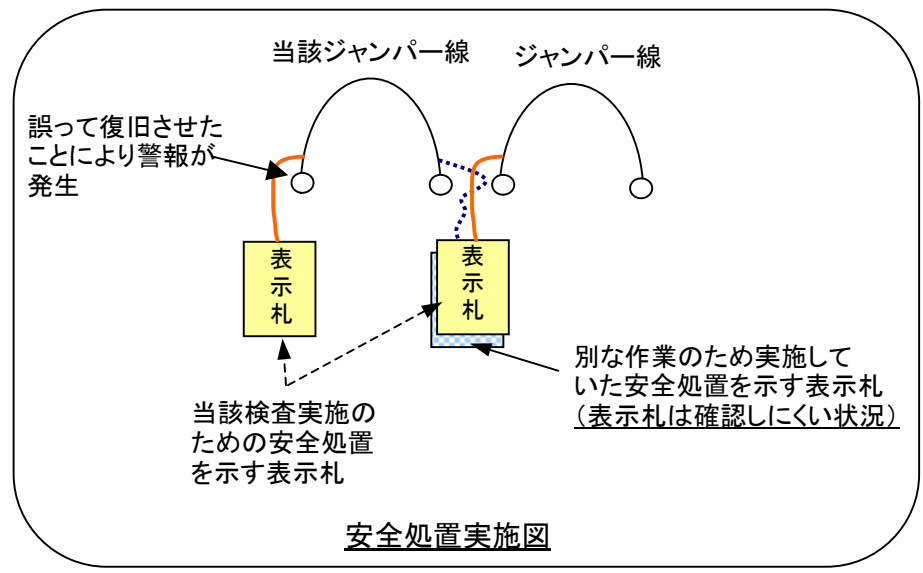 当該ジャンパー線
ジャンパー線
誤って復旧させた
ことにより警報が
発生
表示札
表示札
別な作業のため実施して
いた安全処置を示す表示札
（表示札は確認しにくい状況）
当該検査実施の
ための安全処置
を示す表示札
安全処置実施図